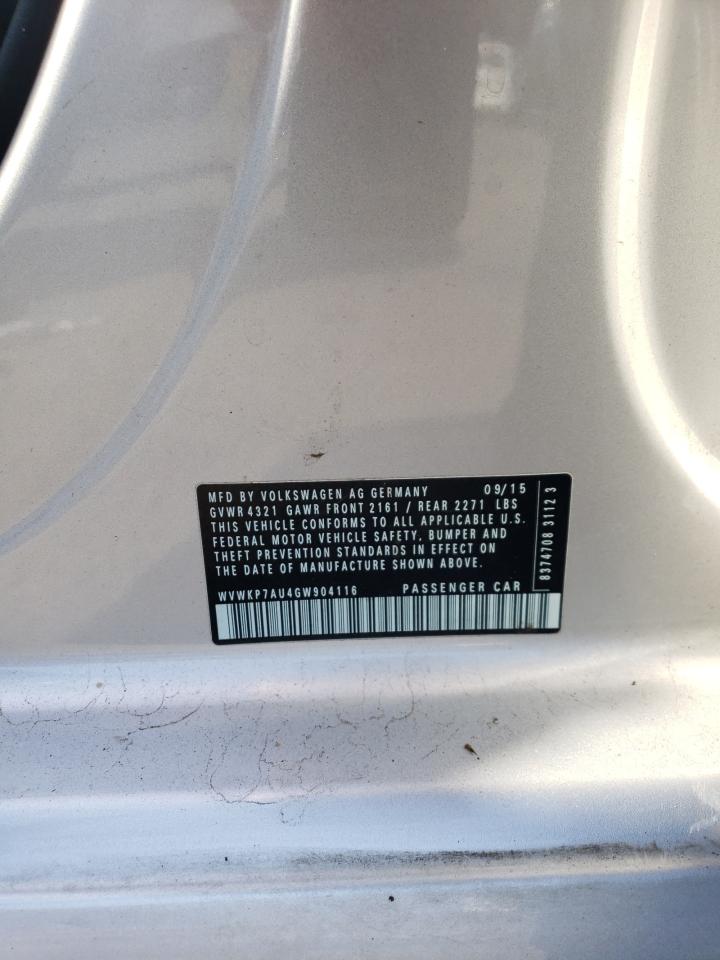 MFD BY VOLKSWAGEN AG GERMANY 09/15
GVWR 4321 GAWR FRONT 2161 / REAR 2271 LBS
THIS VEHICLE CONFORMS TO ALL APPLICABLE U.S.
FEDERAL MOTOR VEHICLE SAFETY, BUMPER AND
THEFT PREVENTION STANDARDS IN EFFECT ON
THE DATE OF MANUFACTURE SHOWN ABOVE.
WVWKP7AU4GW904116 PASSENGER CAR
8374708 3112 3